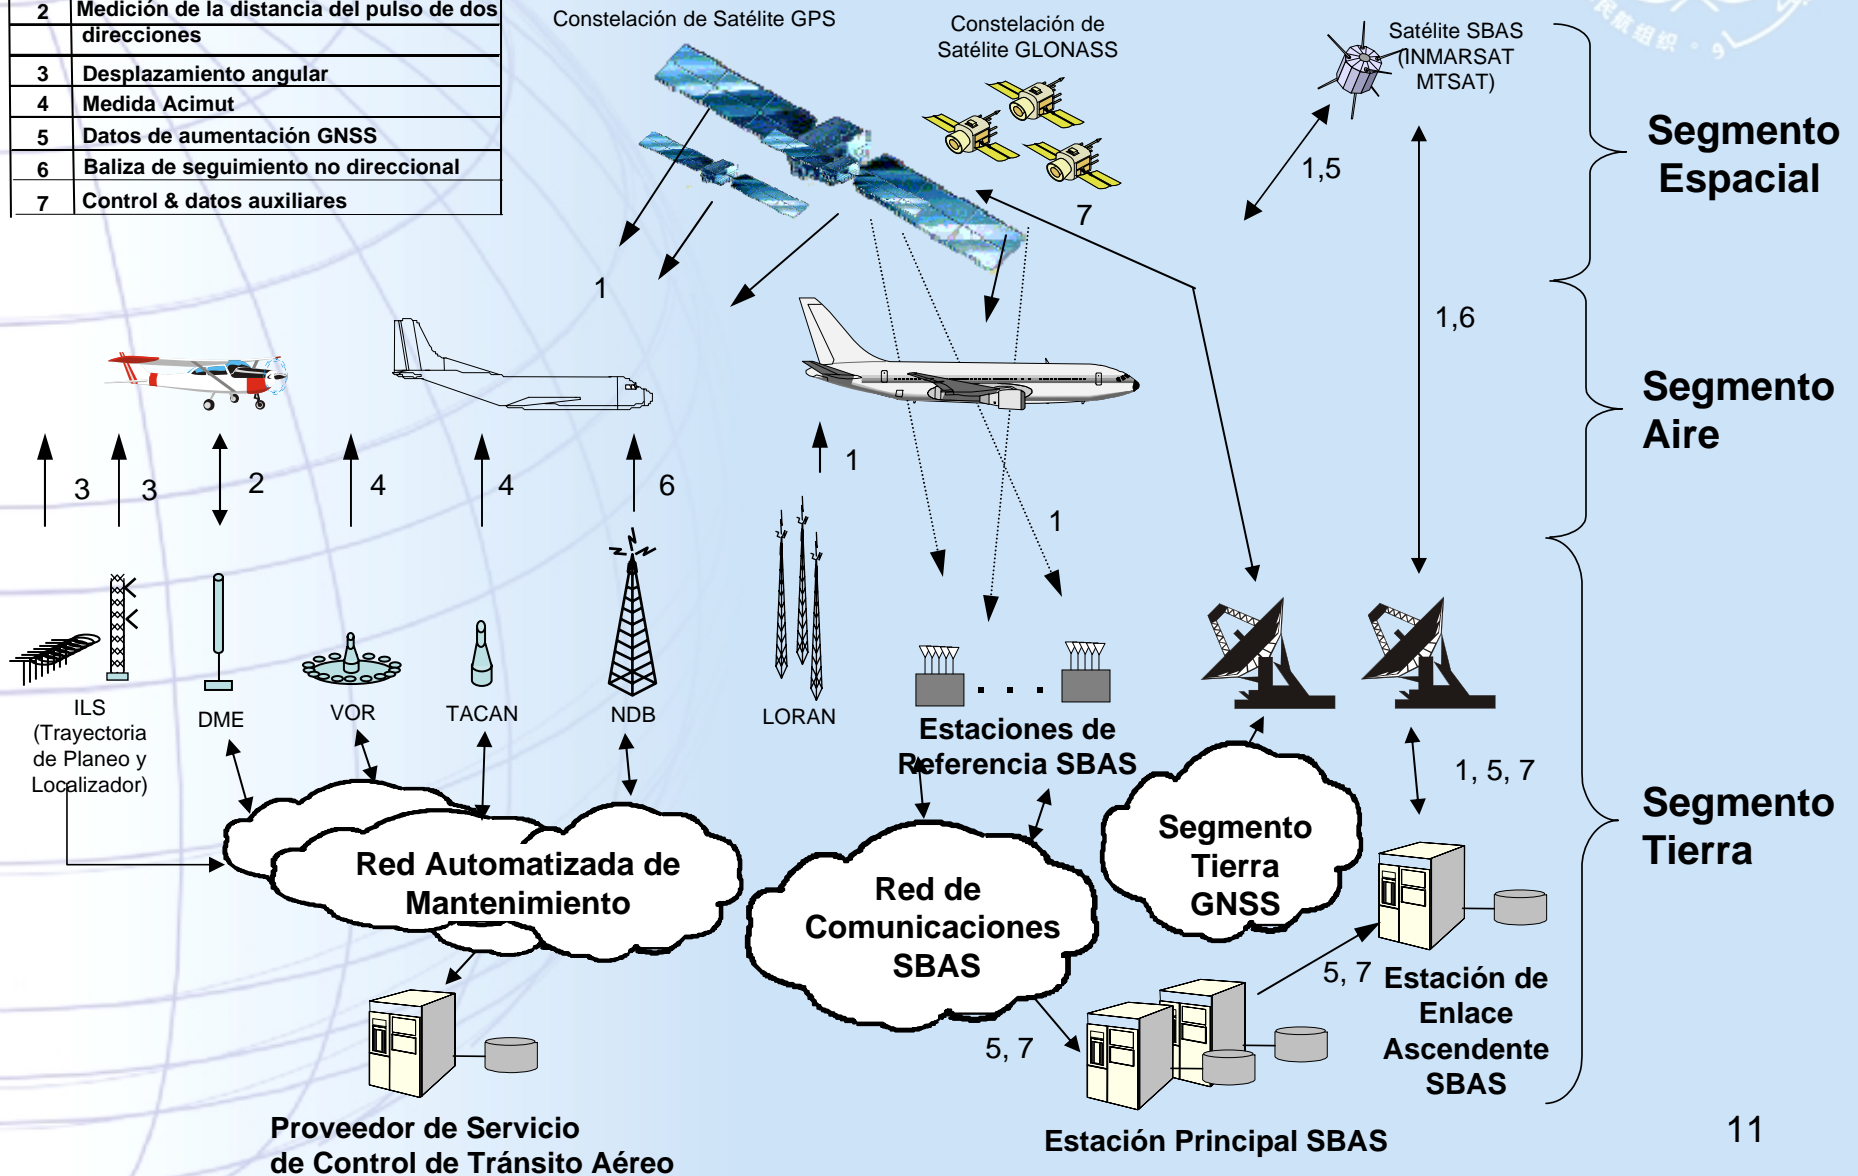 2 Medición de la distancia del pulso de dos
direcciones
3 Desplazamiento angular
4 Medida Acimut
5 Datos de aumentación GNSS
6 Baliza de seguimiento no direccional
7 Control & datos auxiliares
Constelación de Satélite GPS
Constelación de
Satélite GLONASS
Satélite SBAS
(INMARSAT
MTSAT)
Segmento
Espacial
1,5
7
1
1,6
Segmento
Aire
3
3
2
4
4
6
1
1
ILS
(Trayectoria
de Planeo y
Localizador)
DME
VOR
TACAN
NDB
LORAN
Estaciones de
Referencia SBAS
. . .
1, 5, 7
Segmento
Tierra
Red Automatizada de
Mantenimiento
Red de
Comunicaciones
SBAS
Segmento
Tierra
GNSS
5, 7
5, 7
Estación de
Enlace
Ascendente
SBAS
Proveedor de Servicio
de Control de Tránsito Aéreo
Estación Principal SBAS
11
民航组织